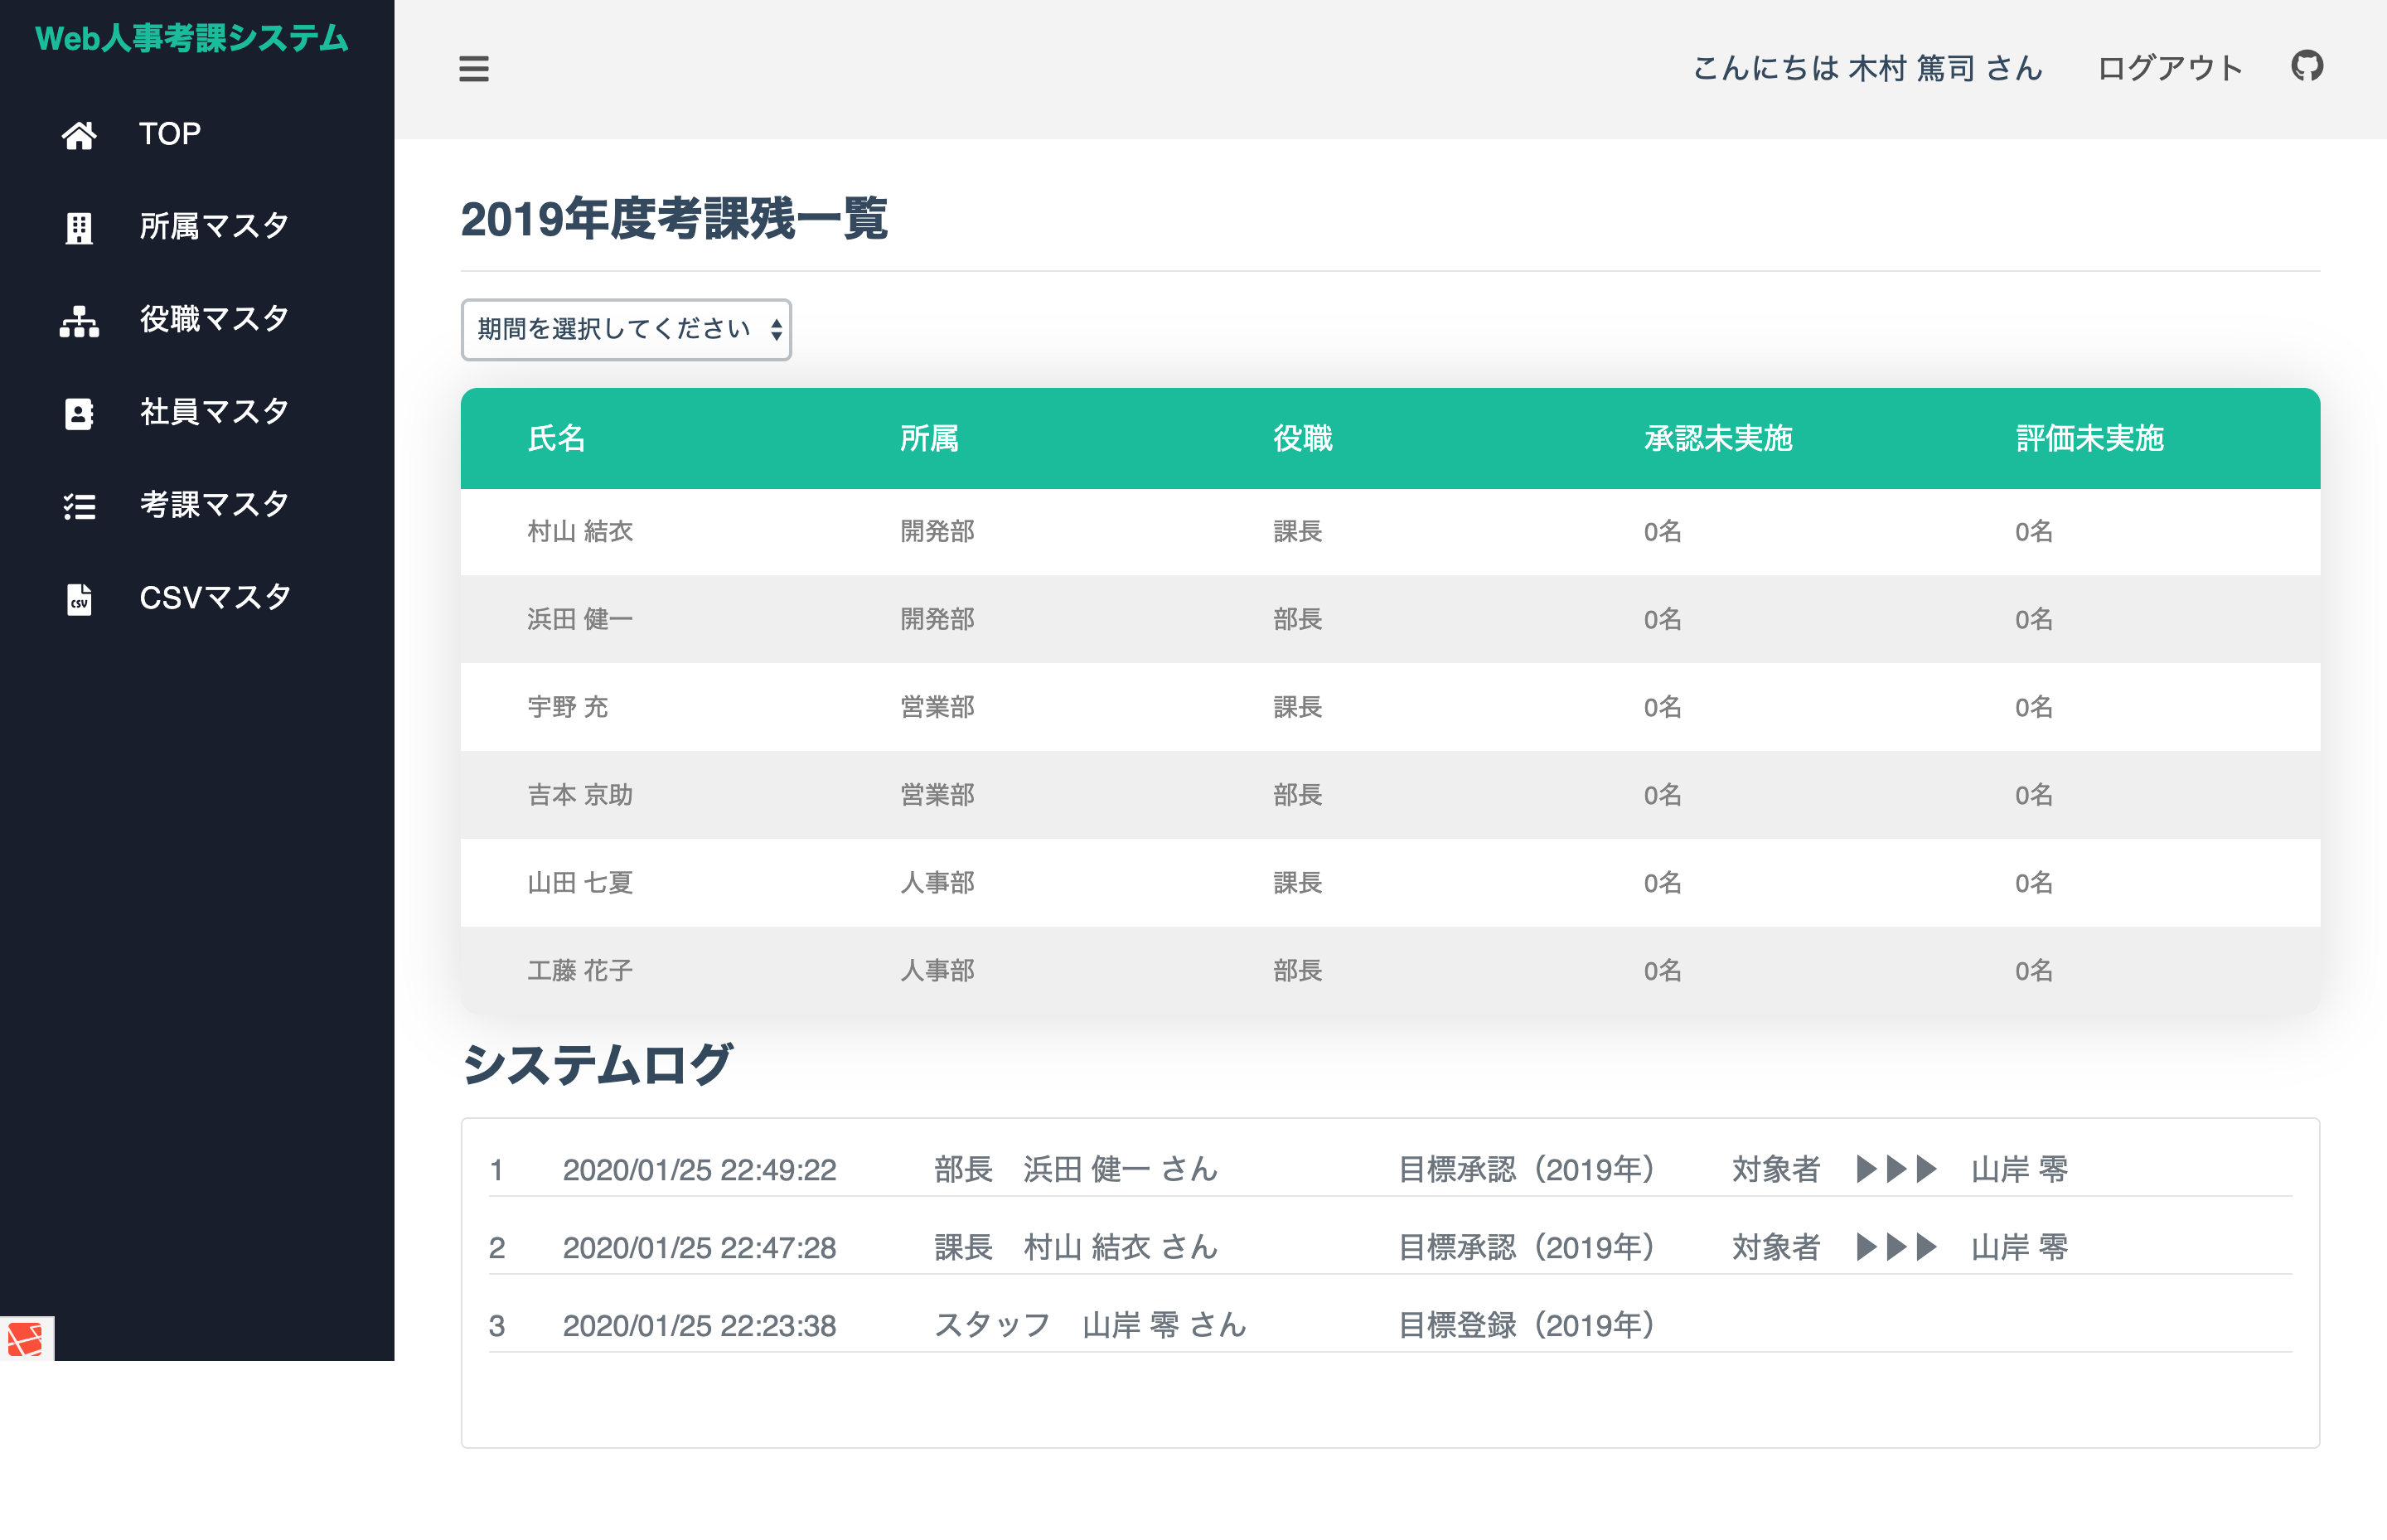 Web人事考課システム
TOP
所属マスタ
役職マスタ
社員マスタ
考課マスタ
CSV
CSVマスタ
こんにちは 木村 篤司 さん ログアウト
2019年度考課残一覧
期間を選択してください
氏名 所属 役職 承認未実施 評価未実施
村山 結衣 開発部 課長 0名 0名
浜田 健一 開発部 部長 0名 0名
宇野 充 営業部 課長 0名 0名
吉本 京助 営業部 部長 0名 0名
山田 七夏 人事部 課長 0名 0名
工藤 花子 人事部 部長 0名 0名
システムログ
1 2020/01/25 22:49:22 部長 浜田 健一 さん 目標承認（2019年） 対象者 ▶▶▶ 山岸 零
2 2020/01/25 22:47:28 課長 村山 結衣 さん 目標承認（2019年） 対象者 ▶▶▶ 山岸 零
3 2020/01/25 22:23:38 スタッフ 山岸 零 さん 目標登録（2019年）